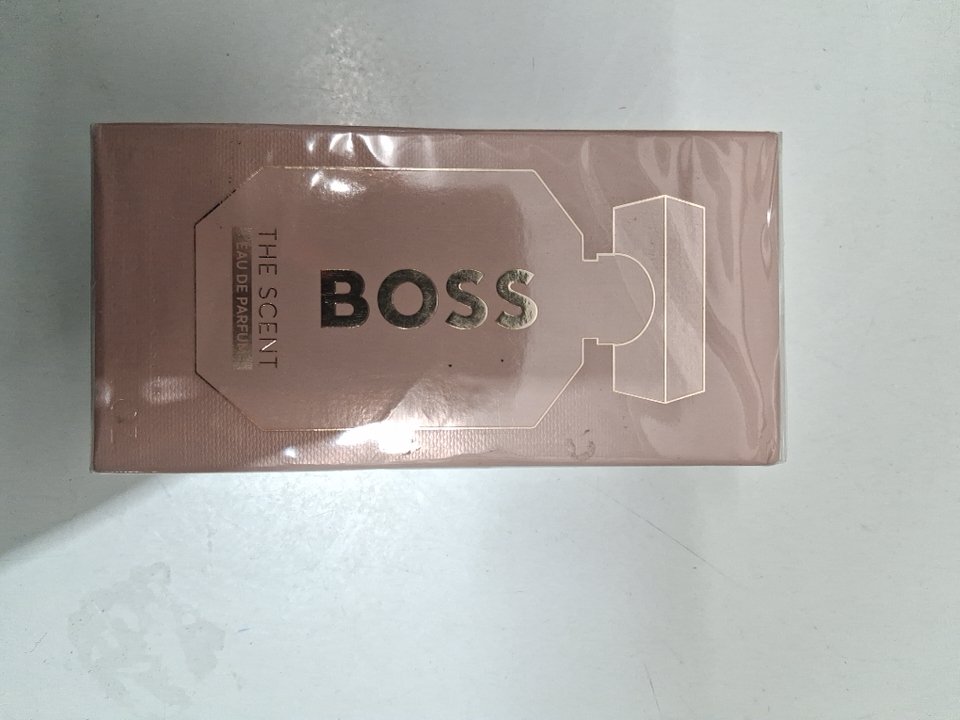 BOSS
THE SCENT
EAU DE PARFUM